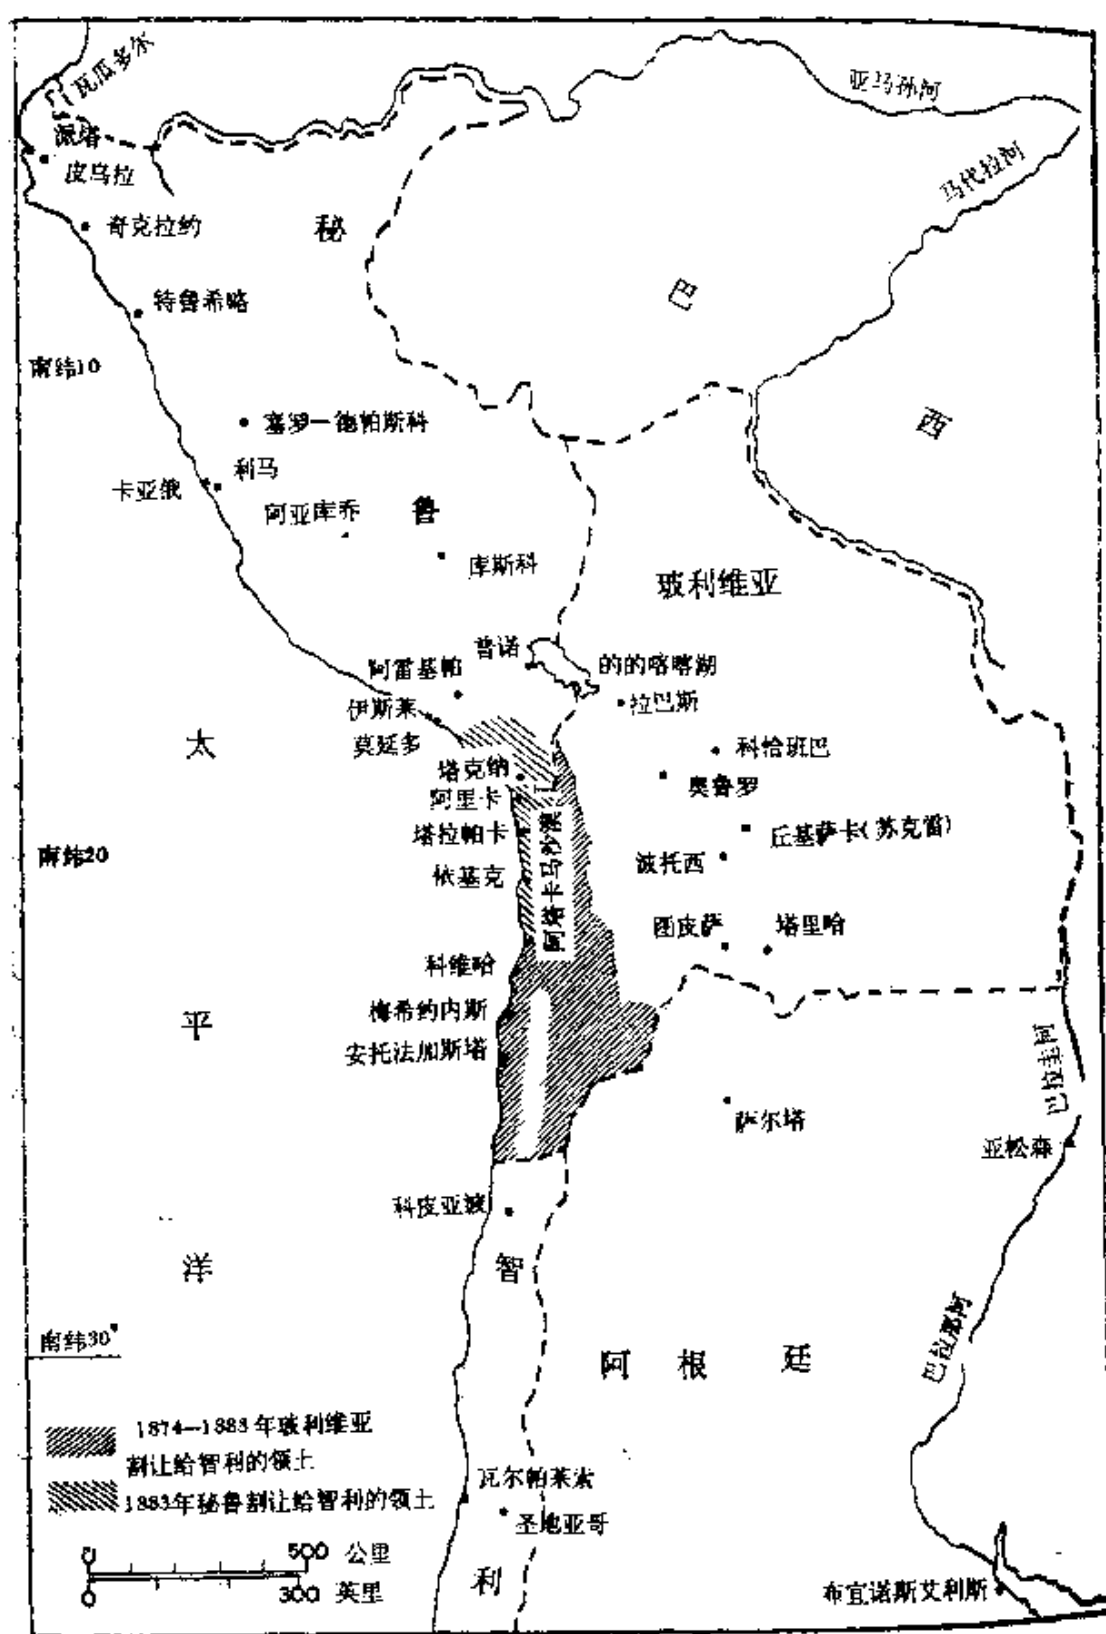 瓜多尔
亚马孙河
马代拉河
派塔
皮乌拉
奇克拉约
秘
巴
特鲁希略
南纬10
塞罗—德帕斯科
西
利马
卡亚俄
阿亚库乔
鲁
库斯科
玻利维亚
普诺
的的喀喀湖
阿雷基帕
拉巴斯
伊斯莱
莫延多
太
科恰班巴
塔克纳
奥鲁罗
阿里卡
塔拉帕卡
丘基萨卡(苏克雷)
南纬20
波托西
依基克
阿塔卡马沙漠
图皮萨
塔里哈
科维哈
梅希约内斯
平
安托法加斯塔
巴拉圭河
萨尔塔
亚松森
科皮亚波
洋
智
南纬30
阿根廷
巴拉那河
1874—1883年玻利维亚
割让给智利的领土
1883年秘鲁割让给智利的领土
瓦尔帕莱索
圣地亚哥
0 500 公里
0 300 英里
利
布宜诺斯艾利斯